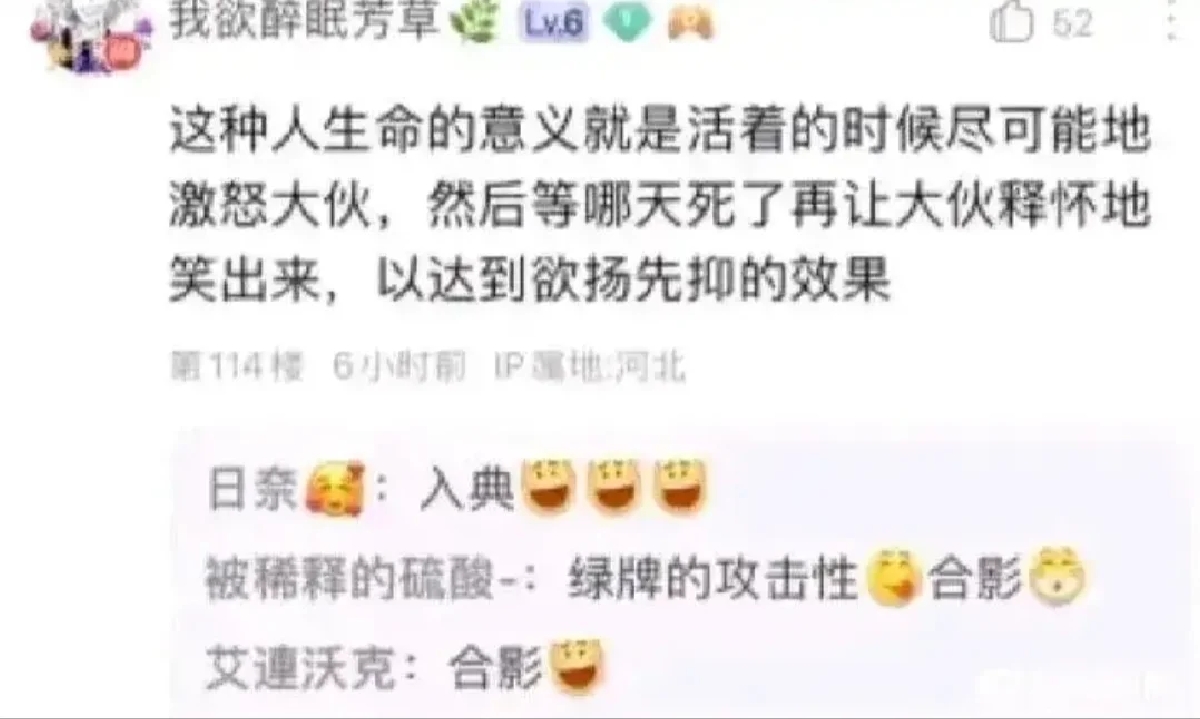 我欲醉眠芳草 Lv.6 52
这种人生命的意义就是活着的时候尽可能地
激怒大伙，然后等哪天死了再让大伙释怀地
笑出来，以达到欲扬先抑的效果
第114楼 6小时前 IP属地:河北
日奈：入典
被稀释的硫酸-：绿牌的攻击性合影
艾連沃克：合影